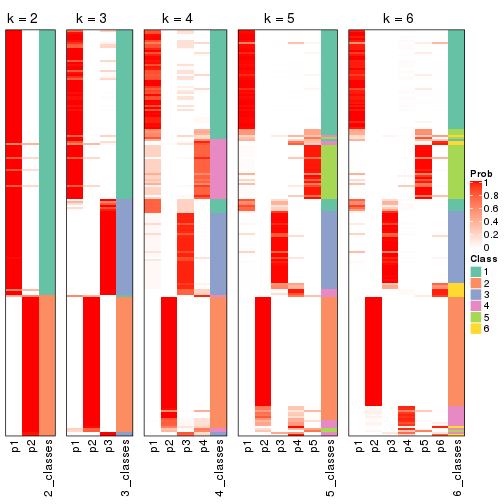 k = 2
k = 3
k = 4
k = 5
k = 6
Prob
1
0.8
0.6
0.4
0.2
0
Class
1
2
3
4
5
6
p1
p2
2_classes
p1
p2
p3
3_classes
p1
p2
p3
p4
4_classes
p1
p2
p3
p4
p5
5_classes
p1
p2
p3
p4
p5
p6
6_classes